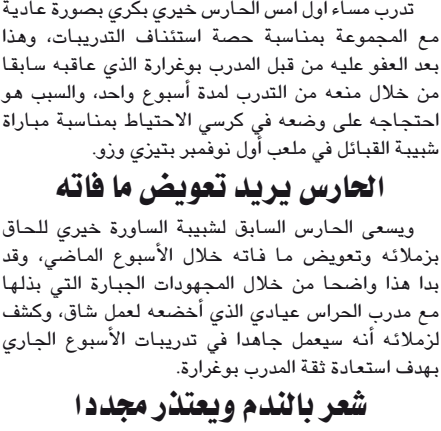 تدرب مساء أول أمس الحارس خيري بكري بصورة عادية
مع المجموعة بمناسبة حصة استئناف التدريبات، وهذا
بعد العفو عليه من قبل المدرب بوغرارة الذي عاقبه سابقا
من خلال منعه من التدرب لمدة أسبوع واحد، والسبب هو
احتجاجه على وضعه في كرسي الاحتياط بمناسبة مباراة
شبيبة القبائل في ملعب أول نوفمبر بتيزي وزو.
الحارس يريد تعويض ما فاته
ويسعى الحارس السابق لشبيبة الساورة خيري للحاق
بزملائه وتعويض ما فاته خلال الأسبوع الماضي، وقد
بدا هذا واضحا من خلال المجهودات الجبارة التي بذلها
مع مدرب الحراس عيادي الذي أخضعه لعمل شاق، وكشف
لزملائه أنه سيعمل جاهدا في تدريبات الأسبوع الجاري
بهدف استعادة ثقة المدرب بوغرارة.
شعر بالندم ويعتذر مجددا